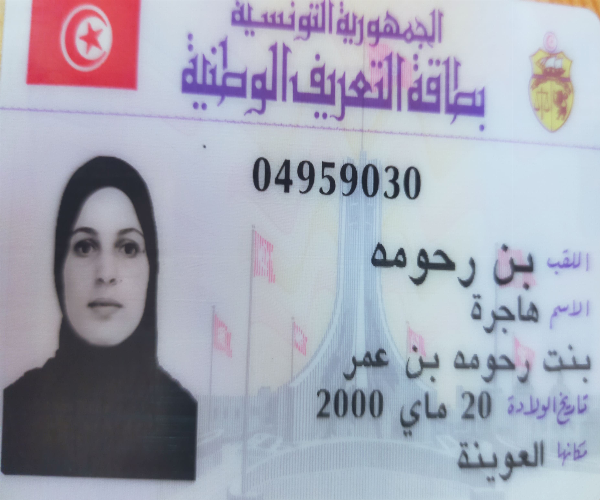 الجمهورية التونسية
بطاقة التعريف الوطنية
04959030
اللقب بن رحومه
الاسم هاجرة
بنت رحومه بن عمر
تاريخ الولادة 20 ماي 2000
مكانها العوينة